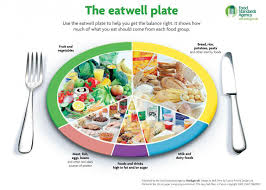 The eatwell plate
Food
Standards
Agency
Use the eatwell plate to help you get the balance right. It shows how
much of what you eat should come from each food group.
Fruit and
vegetables
Bread, rice,
potatoes, pasta
and other starchy foods
Meat, fish,
eggs, beans
and other non-dairy sources
of protein
Foods and drinks
high in fat and/or sugar
Milk and
dairy foods